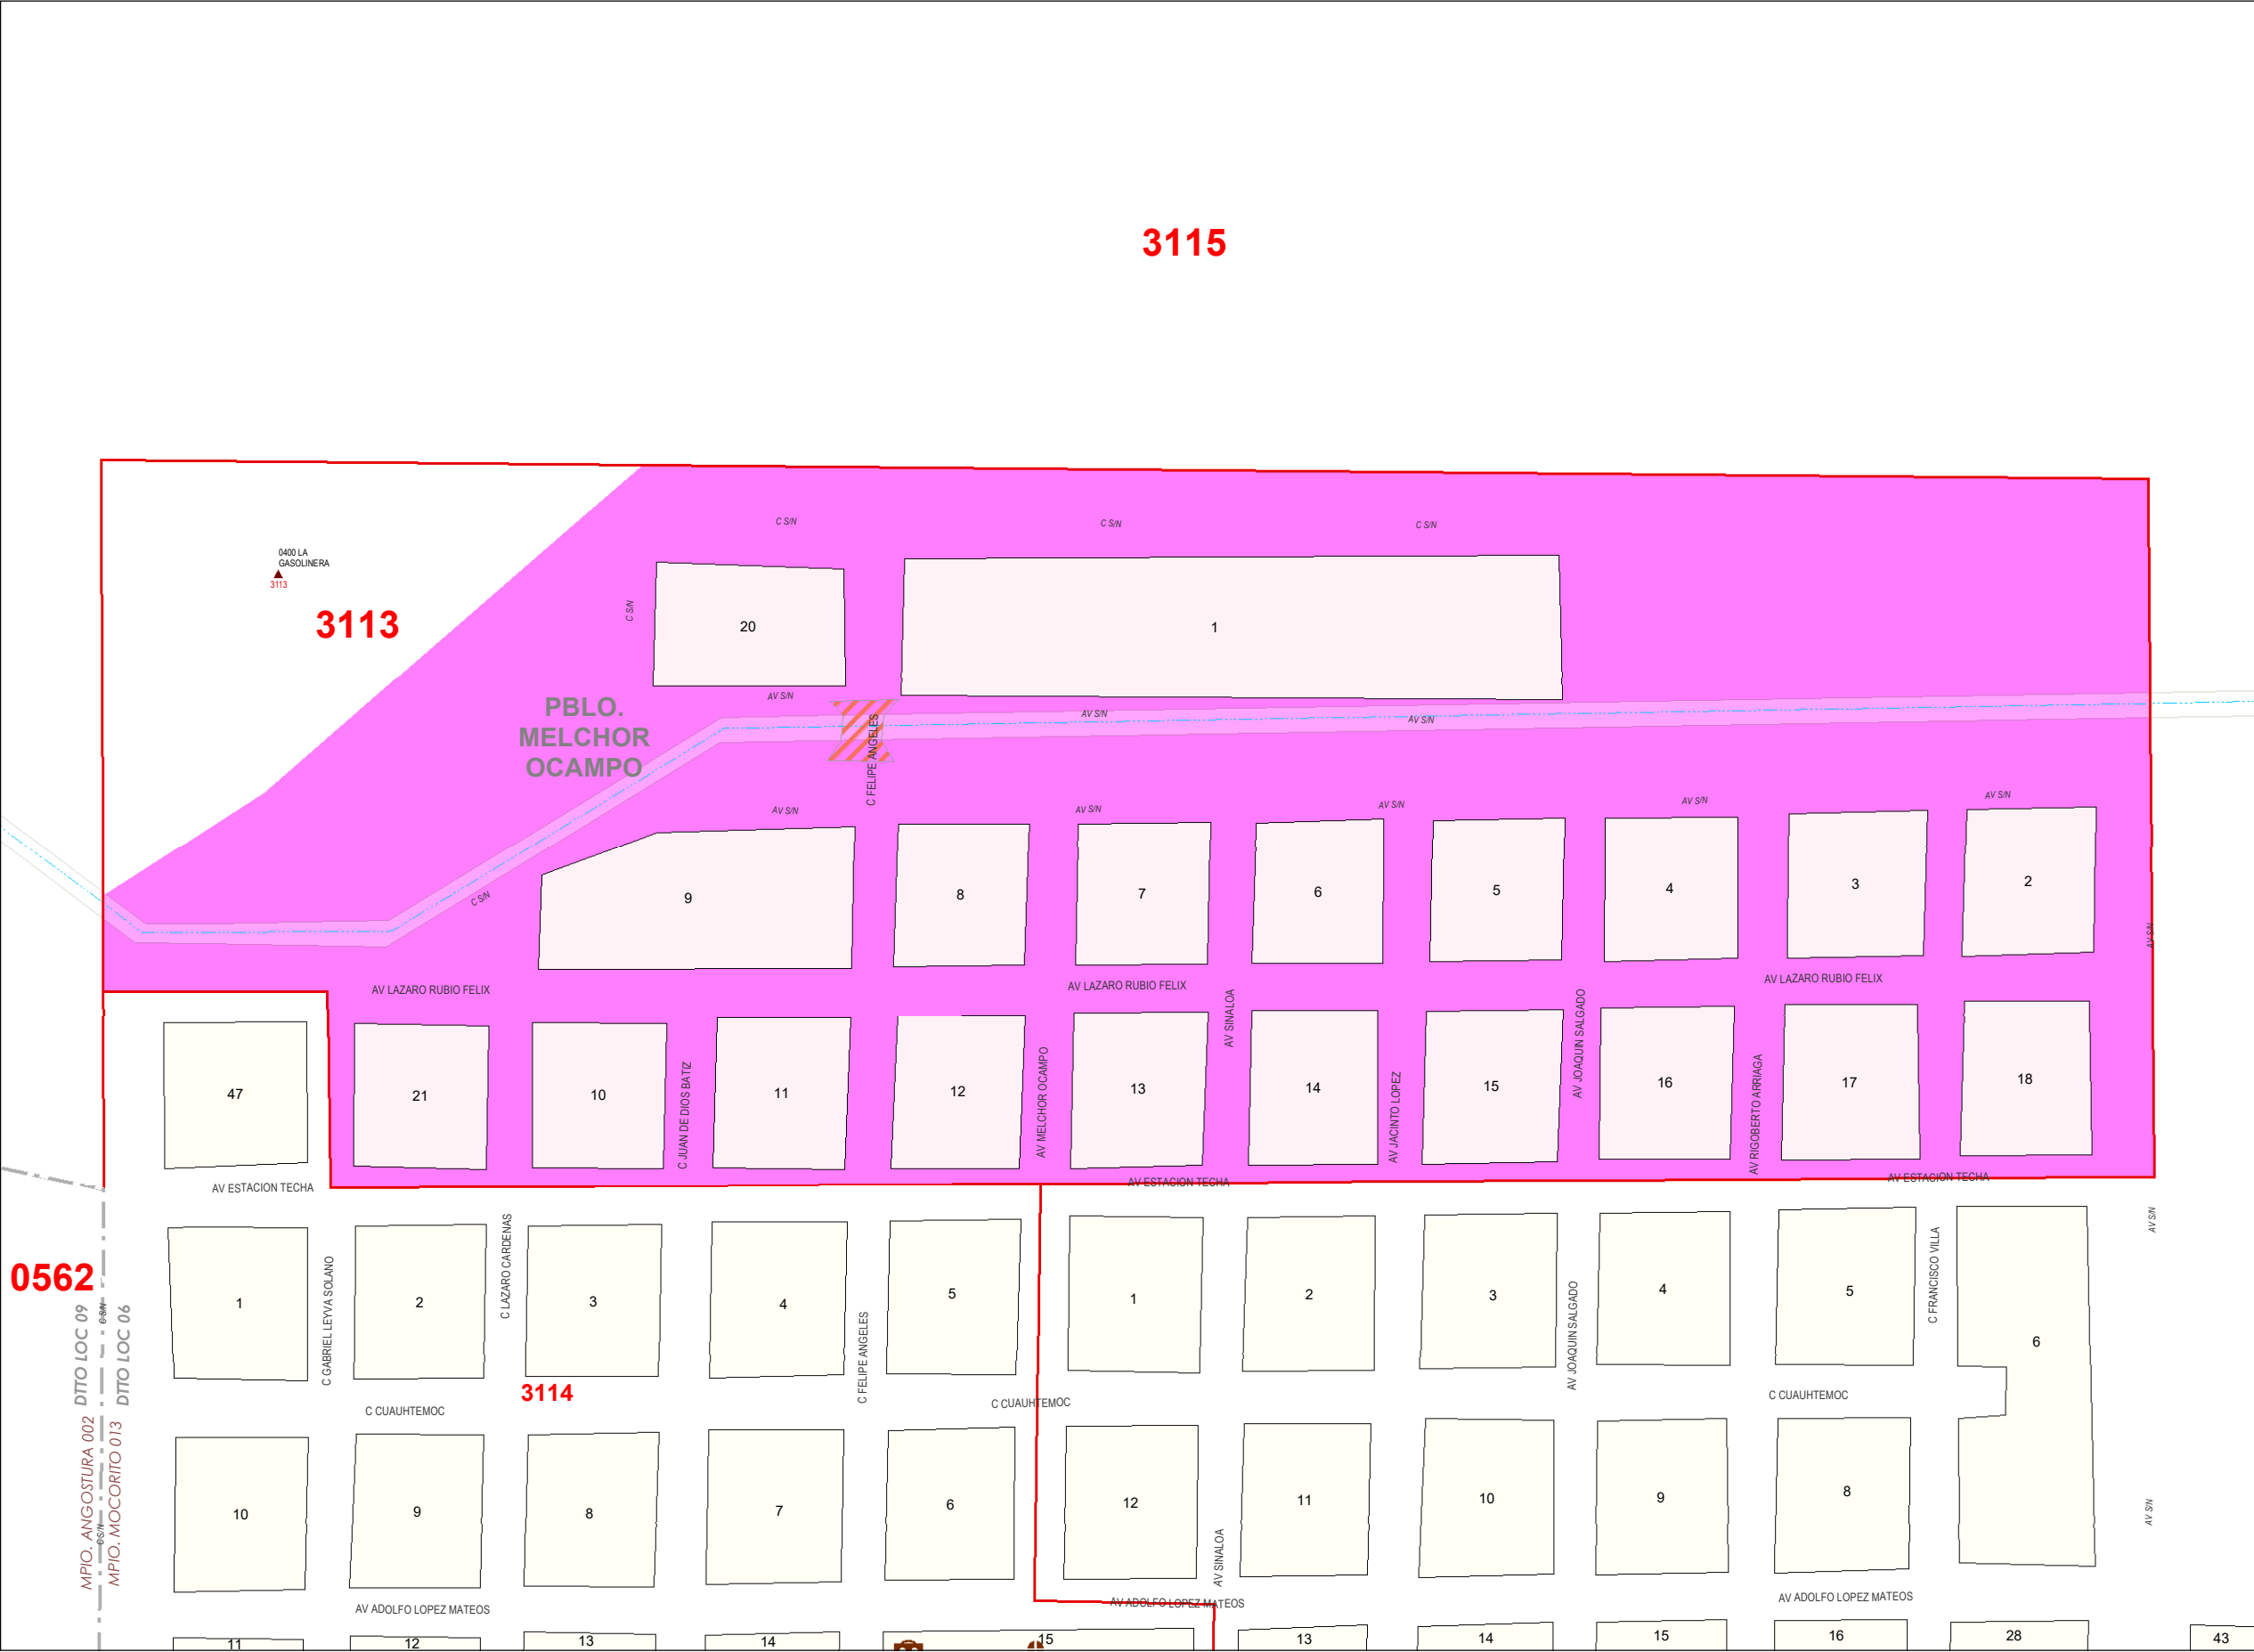 3115
C S/N
C S/N
C S/N
0400 LA
GASOLINERA
3113
3113
C S/N
20
1
AV S/N
PBLO.
MELCHOR
OCAMPO
AV S/N
AV S/N
C FELIPE ANGELES
AV S/N
AV S/N
AV S/N
AV S/N
AV S/N
C S/N
9
8
7
6
5
4
3
2
AV S/N
AV LAZARO RUBIO FELIX
AV LAZARO RUBIO FELIX
AV LAZARO RUBIO FELIX
47
21
10
C JUAN DE DIOS BATIZ
11
12
AV MELCHOR OCAMPO
13
AV SINALOA
14
AV JACINTO LOPEZ
15
AV JOAQUIN SALGADO
16
AV RIGOBERTO ARRIAGA
17
18
AV ESTACION TECHA
AV ESTACION TECHA
AV ESTACION TECHA
0562
DTTO LOC 09
C S/N
DTTO LOC 06
1
C GABRIEL LEYVA SOLANO
2
C LAZARO CARDENAS
3
4
C FELIPE ANGELES
5
1
2
3
AV JOAQUIN SALGADO
4
5
C FRANCISCO VILLA
6
AV S/N
3114
C CUAUHTEMOC
C CUAUHTEMOC
C CUAUHTEMOC
MPIO. ANGOSTURA 002
C S/N
MPIO. MOCORITO 013
10
9
8
7
6
12
AV SINALOA
11
10
9
8
AV S/N
AV ADOLFO LOPEZ MATEOS
AV ADOLFO LOPEZ MATEOS
AV ADOLFO LOPEZ MATEOS
11
12
13
14
15
13
14
15
16
28
43